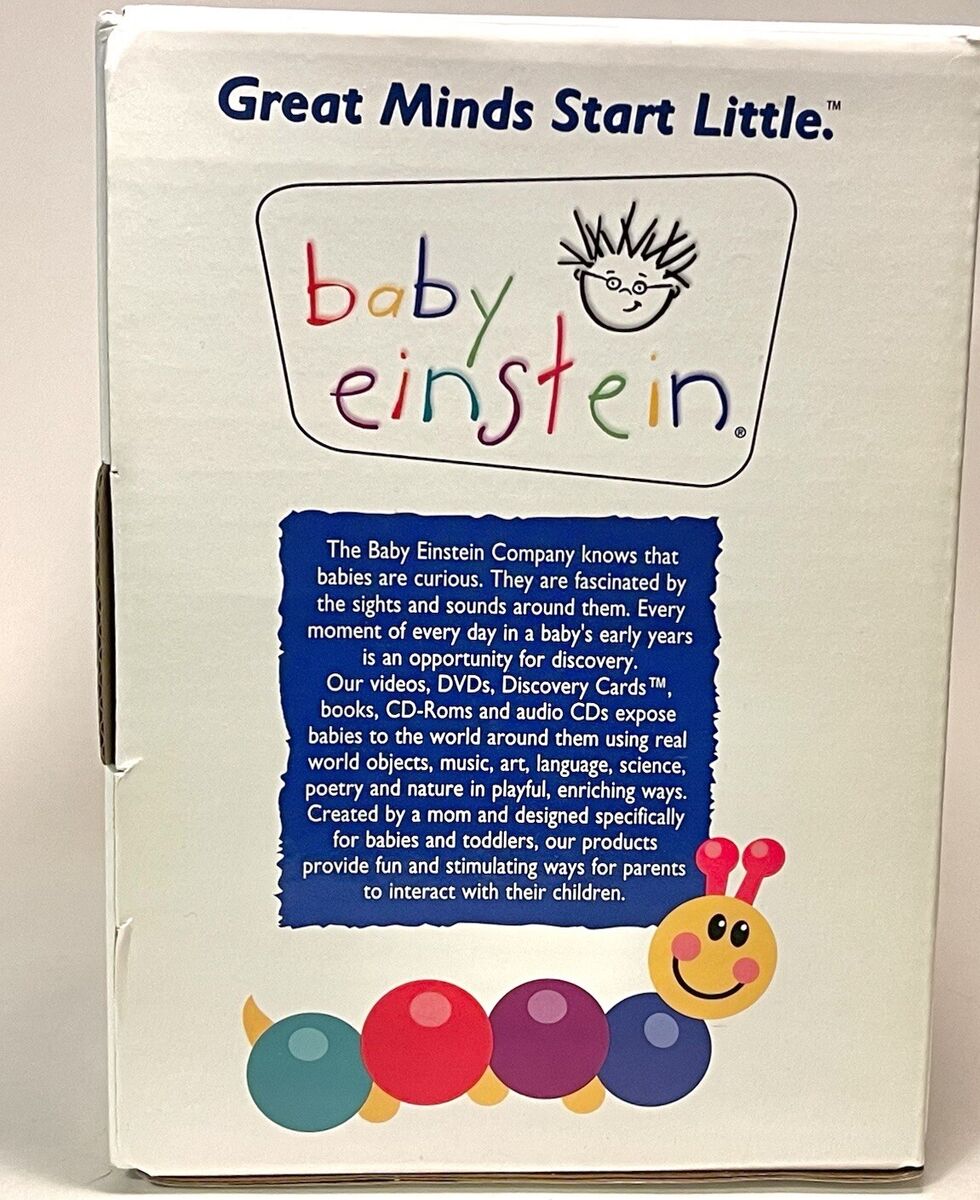 Great Minds Start Little.™
baby
einstein®
The Baby Einstein Company knows that
babies are curious. They are fascinated by
the sights and sounds around them. Every
moment of every day in a baby's early years
is an opportunity for discovery.
Our videos, DVDs, Discovery Cards™,
books, CD-Roms and audio CDs expose
babies to the world around them using real
world objects, music, art, language, science,
poetry and nature in playful, enriching ways.
Created by a mom and designed specifically
for babies and toddlers, our products
provide fun and stimulating ways for parents
to interact with their children.